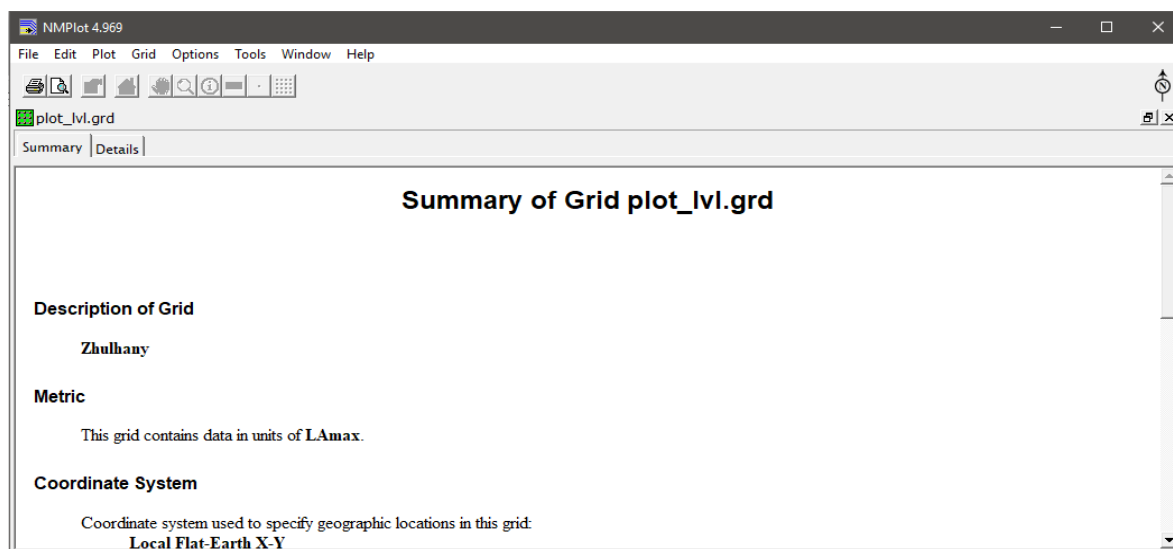 NMPlot 4.969
File Edit Plot Grid Options Tools Window Help
N
plot_lvl.grd
Summary Details
Summary of Grid plot_lvl.grd
Description of Grid
Zhulhany
Metric
This grid contains data in units of LAmax.
Coordinate System
Coordinate system used to specify geographic locations in this grid:
Local Flat-Earth X-Y